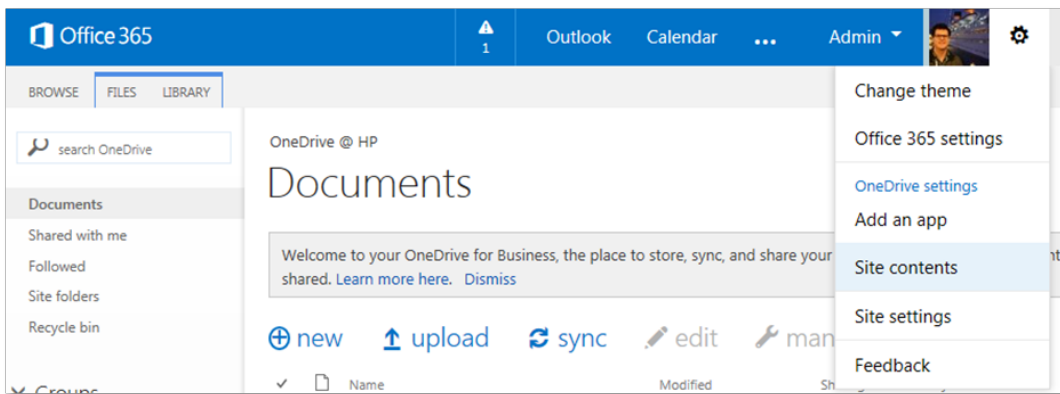 Office 365
1
Outlook Calendar ... Admin
BROWSE FILES LIBRARY
search OneDrive
Documents
Shared with me
Followed
Site folders
Recycle bin
OneDrive @ HP
Documents
Welcome to your OneDrive for Business, the place to store, sync, and share your
shared. Learn more here. Dismiss
new upload sync edit man
Name Modified Sh
Change theme
Office 365 settings
OneDrive settings
Add an app
Site contents
Site settings
Feedback